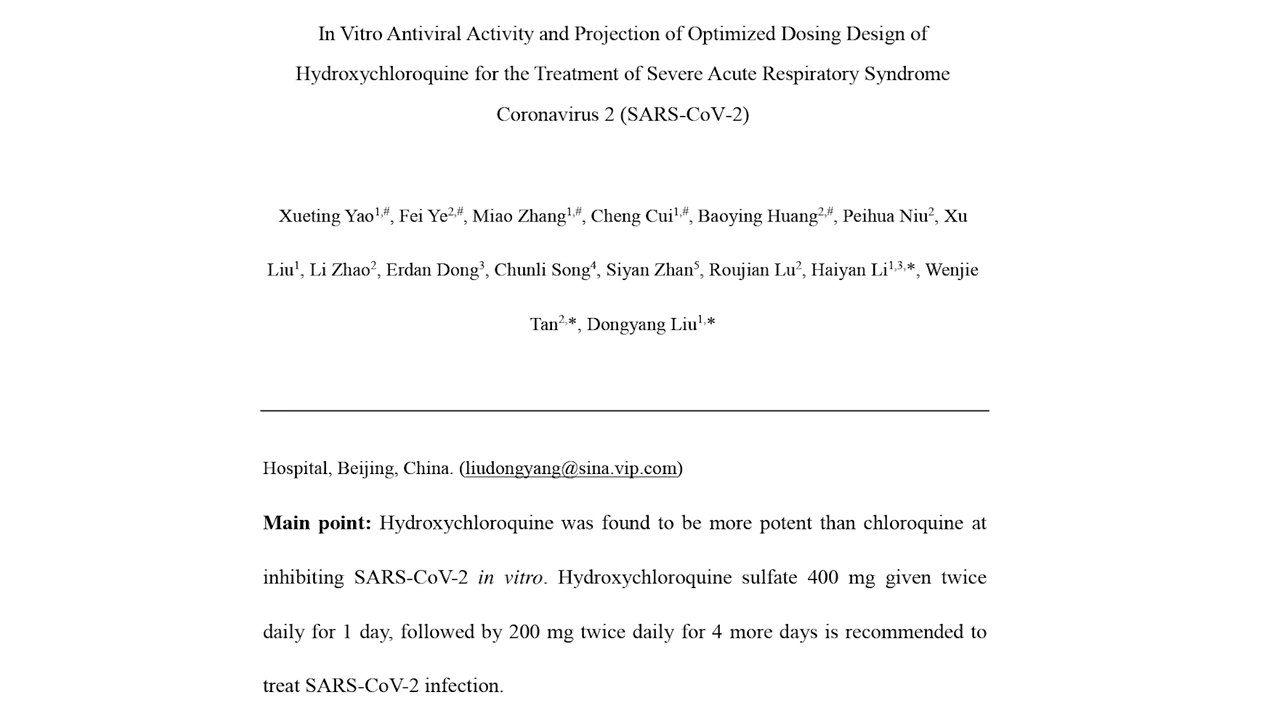 In Vitro Antiviral Activity and Projection of Optimized Dosing Design of
Hydroxychloroquine for the Treatment of Severe Acute Respiratory Syndrome
Coronavirus 2 (SARS-CoV-2)
Xueting Yao1,#, Fei Ye2,#, Miao Zhang1,#, Cheng Cui1,#, Baoying Huang2,#, Peihua Niu2, Xu
Liu1, Li Zhao2, Erdan Dong3, Chunli Song4, Siyan Zhan5, Roujian Lu2, Haiyan Li1,3,*, Wenjie
Tan2,*, Dongyang Liu1,*
Hospital, Beijing, China. (liudongyang@sina.vip.com)
Main point: Hydroxychloroquine was found to be more potent than chloroquine at
inhibiting SARS-CoV-2 in vitro. Hydroxychloroquine sulfate 400 mg given twice
daily for 1 day, followed by 200 mg twice daily for 4 more days is recommended to
treat SARS-CoV-2 infection.